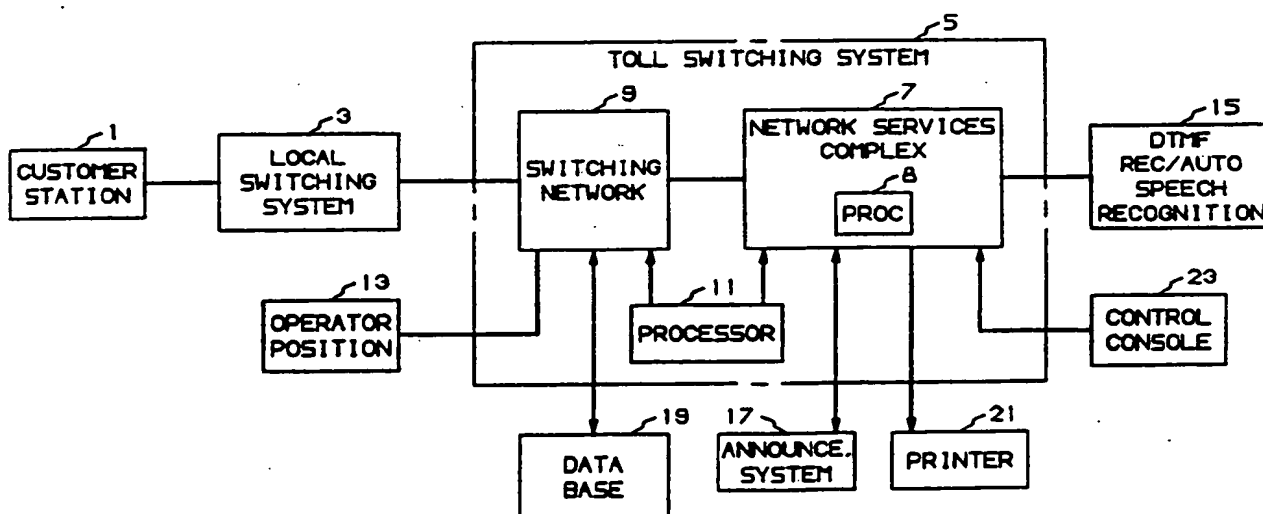 5
TOLL SWITCHING SYSTEM
1
CUSTOMER
STATION
3
LOCAL
SWITCHING
SYSTEM
9
SWITCHING
NETWORK
7
NETWORK SERVICES
COMPLEX
8
PROC
15
DTMF
REC/AUTO
SPEECH
RECOGNITION
13
OPERATOR
POSITION
11
PROCESSOR
23
CONTROL
CONSOLE
19
DATA
BASE
17
ANNOUNCE.
SYSTEM
21
PRINTER